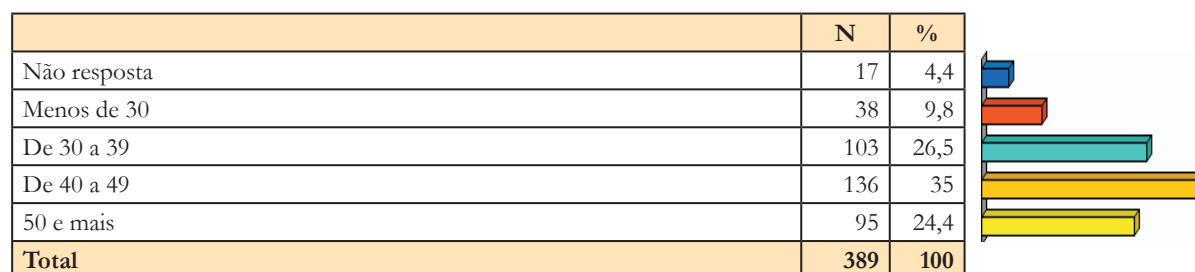 N %
Não resposta 17 4,4
Menos de 30 38 9,8
De 30 a 39 103 26,5
De 40 a 49 136 35
50 e mais 95 24,4
Total 389 100